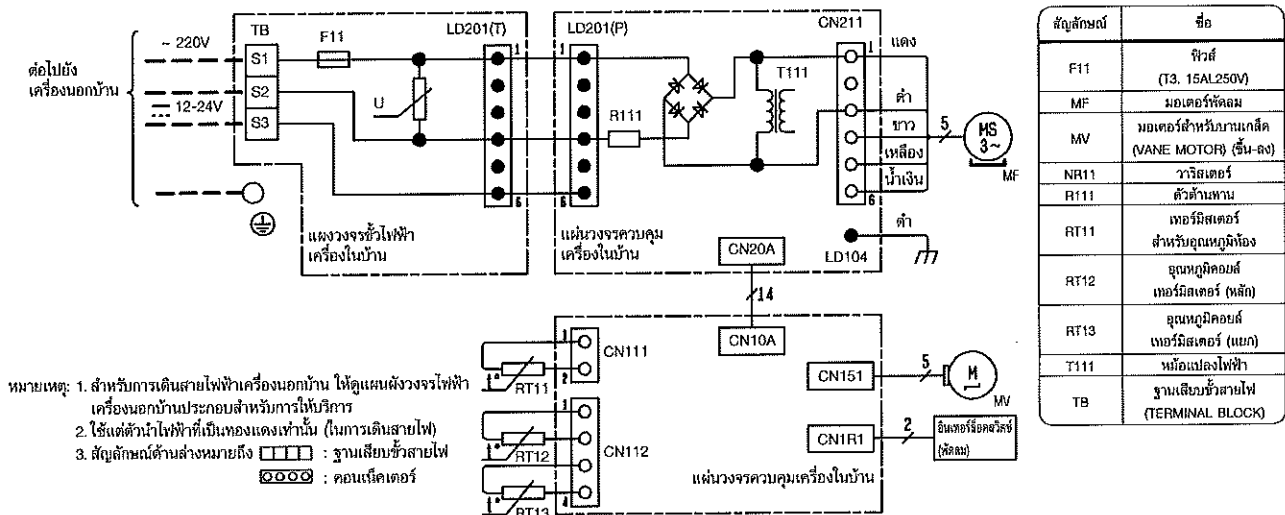 ~ 220V
TB
F11
LD201(T)
LD201(P)
CN211
S1
S2
S3
ต่อไปยัง
เครื่องนอกบ้าน
12-24V
U
1
6
1
6
R111
T111
1
6
แดง
ดำ
ขาว
เหลือง
น้ำเงิน
5
MS
3~
MF
ดำ
LD104
แผงวงจรขั้วไฟฟ้า
เครื่องในบ้าน
แผ่นวงจรควบคุม
เครื่องในบ้าน
CN20A
14
CN10A
1
2
CN111
t°
RT11
1
4
CN112
t°
RT12
t°
RT13
CN151
5
M
MV
CN1R1
2
อินเทอร์ล็อคสวิตช์
(พัดลม)
แผ่นวงจรควบคุมเครื่องในบ้าน
หมายเหตุ: 1. สำหรับการเดินสายไฟฟ้าเครื่องนอกบ้าน ให้ดูแผนผังวงจรไฟฟ้า
เครื่องนอกบ้านประกอบสำหรับการให้บริการ
2. ใช้แต่ตัวนำไฟฟ้าที่เป็นทองแดงเท่านั้น (ในการเดินสายไฟ)
3. สัญลักษณ์ด้านล่างหมายถึง : ฐานเสียบขั้วสายไฟ
: คอนเน็คเตอร์
สัญลักษณ์ ชื่อ
F11 ฟิวส์
(T3. 15AL250V)
MF มอเตอร์พัดลม
MV มอเตอร์สำหรับบานเกล็ด
(VANE MOTOR) (ขึ้น-ลง)
NR11 วาริสเตอร์
R111 ตัวต้านทาน
RT11 เทอร์มิสเตอร์
สำหรับอุณหภูมิห้อง
RT12 อุณหภูมิคอยล์
เทอร์มิสเตอร์ (หลัก)
RT13 อุณหภูมิคอยล์
เทอร์มิสเตอร์ (แยก)
T111 หม้อแปลงไฟฟ้า
TB ฐานเสียบขั้วสายไฟ
(TERMINAL BLOCK)